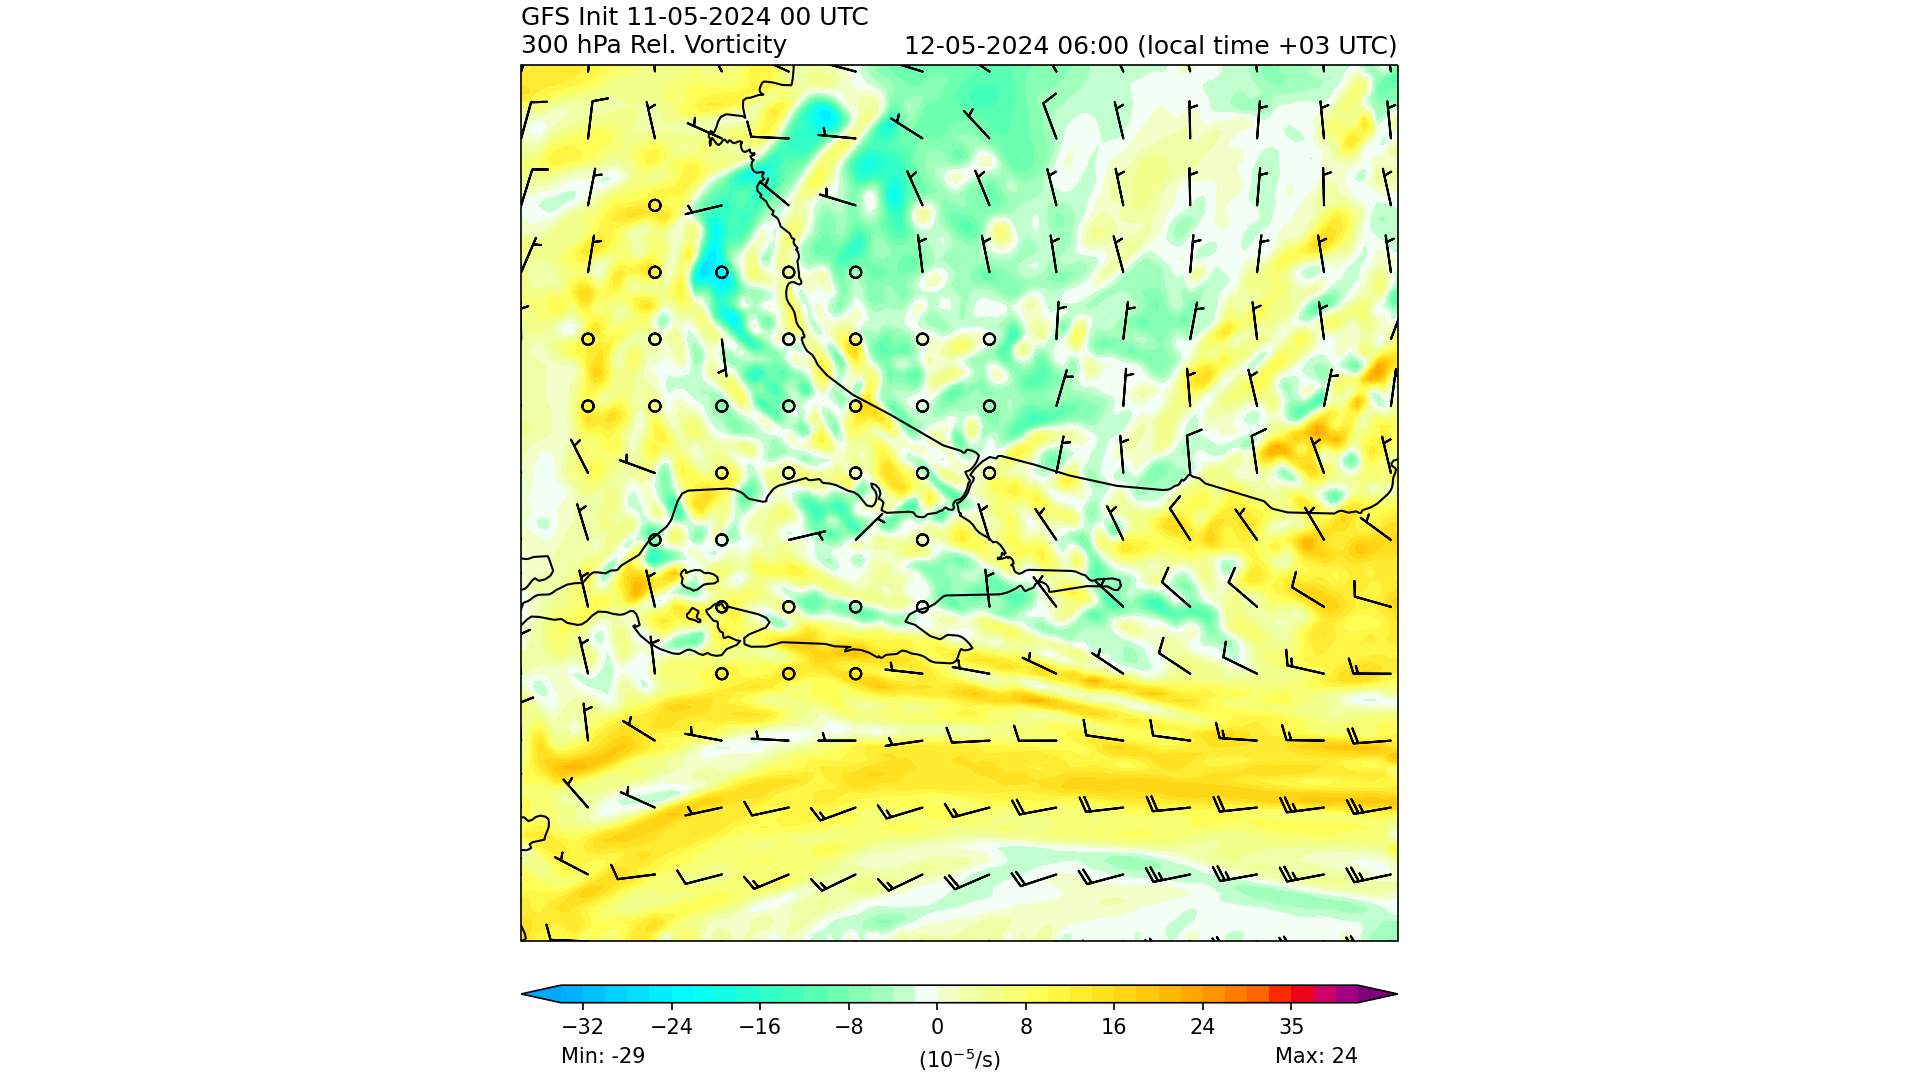 GFS Init 11-05-2024 00 UTC
300 hPa Rel. Vorticity
12-05-2024 06:00 (local time +03 UTC)
−32 −24 −16 −8 0 8 16 24 35
Min: -29 (10⁻⁵/s) Max: 24